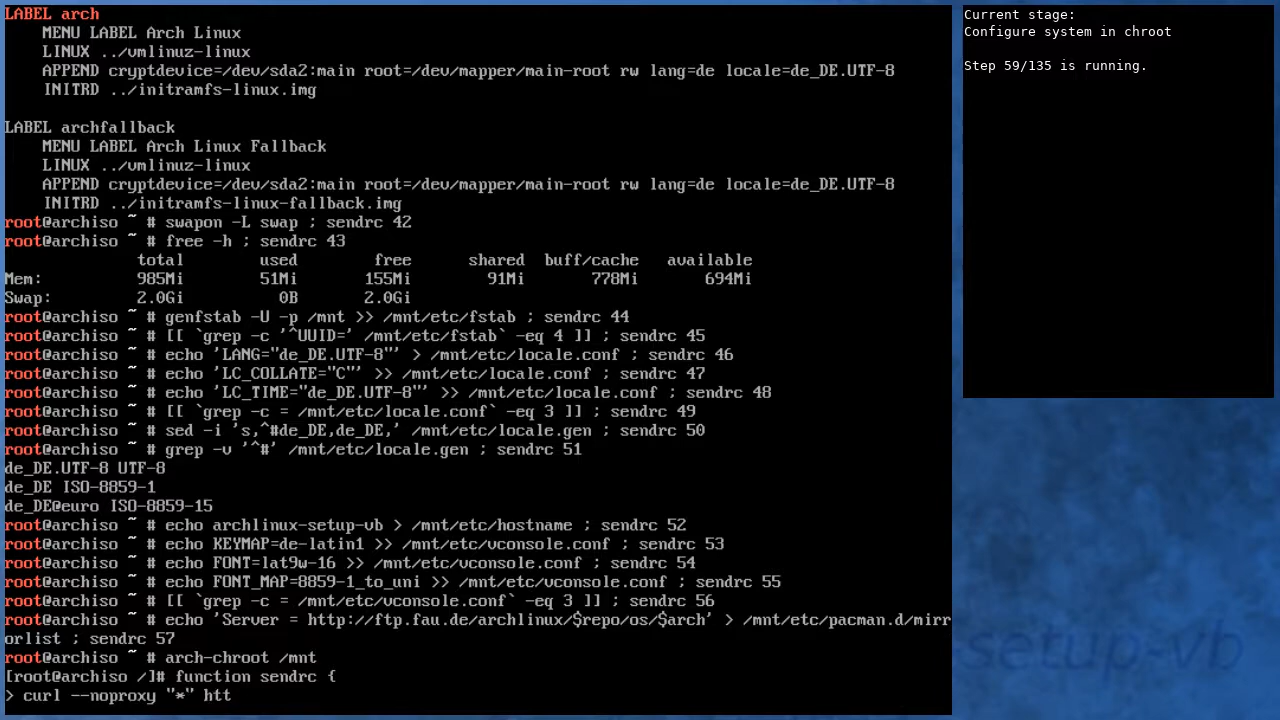 LABEL arch
MENU LABEL Arch Linux
LINUX ../vmlinuz-linux
APPEND cryptdevice=/dev/sda2:main root=/dev/mapper/main-root rw lang=de locale=de_DE.UTF-8
INITRD ../initramfs-linux.img
LABEL archfallback
MENU LABEL Arch Linux Fallback
LINUX ../vmlinuz-linux
APPEND cryptdevice=/dev/sda2:main root=/dev/mapper/main-root rw lang=de locale=de_DE.UTF-8
INITRD ../initramfs-linux-fallback.img
root@archiso ~ # swapon -L swap ; sendrc 42
root@archiso ~ # free -h ; sendrc 43
total used free shared buff/cache available
Mem: 985Mi 51Mi 155Mi 91Mi 778Mi 694Mi
Swap: 2.0Gi 0B 2.0Gi
root@archiso ~ # genfstab -U -p /mnt >> /mnt/etc/fstab ; sendrc 44
root@archiso ~ # [[ `grep -c '^UUID=' /mnt/etc/fstab` -eq 4 ]] ; sendrc 45
root@archiso ~ # echo 'LANG="de_DE.UTF-8"' > /mnt/etc/locale.conf ; sendrc 46
root@archiso ~ # echo 'LC_COLLATE="C"' >> /mnt/etc/locale.conf ; sendrc 47
root@archiso ~ # echo 'LC_TIME="de_DE.UTF-8"' >> /mnt/etc/locale.conf ; sendrc 48
root@archiso ~ # [[ `grep -c = /mnt/etc/locale.conf` -eq 3 ]] ; sendrc 49
root@archiso ~ # sed -i 's,^#de_DE,de_DE,' /mnt/etc/locale.gen ; sendrc 50
root@archiso ~ # grep -v '^#' /mnt/etc/locale.gen ; sendrc 51
de_DE.UTF-8 UTF-8
de_DE ISO-8859-1
de_DE@euro ISO-8859-15
root@archiso ~ # echo archlinux-setup-vb > /mnt/etc/hostname ; sendrc 52
root@archiso ~ # echo KEYMAP=de-latin1 >> /mnt/etc/vconsole.conf ; sendrc 53
root@archiso ~ # echo FONT=lat9w-16 >> /mnt/etc/vconsole.conf ; sendrc 54
root@archiso ~ # echo FONT_MAP=8859-1_to_uni >> /mnt/etc/vconsole.conf ; sendrc 55
root@archiso ~ # [[ `grep -c = /mnt/etc/vconsole.conf` -eq 3 ]] ; sendrc 56
root@archiso ~ # echo 'Server = http://ftp.fau.de/archlinux/$repo/os/$arch' > /mnt/etc/pacman.d/mirr
orlist ; sendrc 57
root@archiso ~ # arch-chroot /mnt
[root@archiso /]# function sendrc {
> curl --noproxy "*" htt
Current stage:
Configure system in chroot
Step 59/135 is running.
-setup-vb